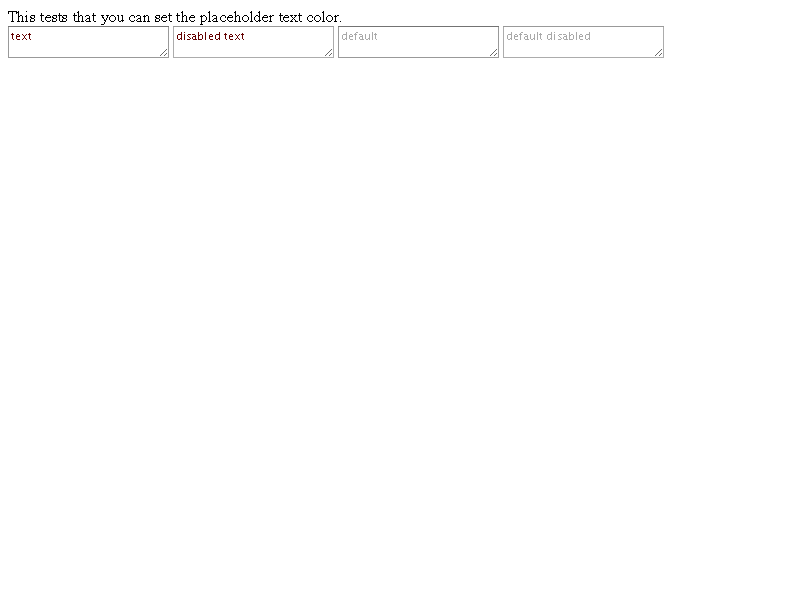 This tests that you can set the placeholder text color.
text disabled text default default disabled